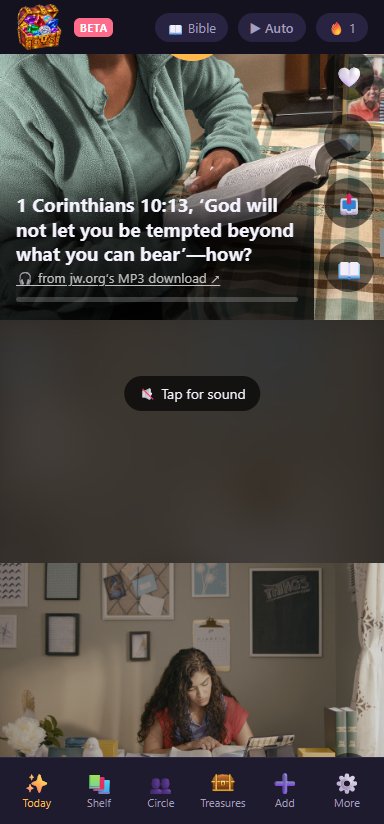 BETA
Bible
Auto
1
1 Corinthians 10:13, ‘God will
not let you be tempted beyond
what you can bear’—how?
from jw.org’s MP3 download ↗
Tap for sound
THINGS
Today
Shelf
Circle
Treasures
Add
More